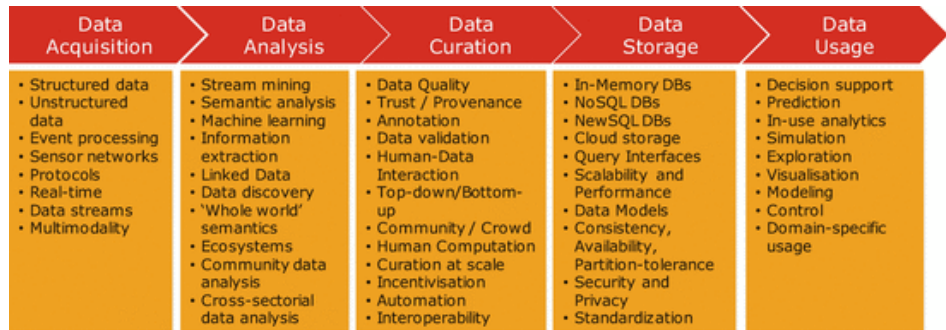 Data
Acquisition
Data
Analysis
Data
Curation
Data
Storage
Data
Usage
• Structured data
• Unstructured
data
• Event processing
• Sensor networks
• Protocols
• Real-time
• Data streams
• Multimodality
• Stream mining
• Semantic analysis
• Machine learning
• Information
extraction
• Linked Data
• Data discovery
• ‘Whole world’
semantics
• Ecosystems
• Community data
analysis
• Cross-sectorial
data analysis
• Data Quality
• Trust / Provenance
• Annotation
• Data validation
• Human-Data
Interaction
• Top-down/Bottom-
up
• Community / Crowd
• Human Computation
• Curation at scale
• Incentivisation
• Automation
• Interoperability
• In-Memory DBs
• NoSQL DBs
• NewSQL DBs
• Cloud storage
• Query Interfaces
• Scalability and
Performance
• Data Models
• Consistency,
Availability,
Partition-tolerance
• Security and
Privacy
• Standardization
• Decision support
• Prediction
• In-use analytics
• Simulation
• Exploration
• Visualisation
• Modeling
• Control
• Domain-specific
usage